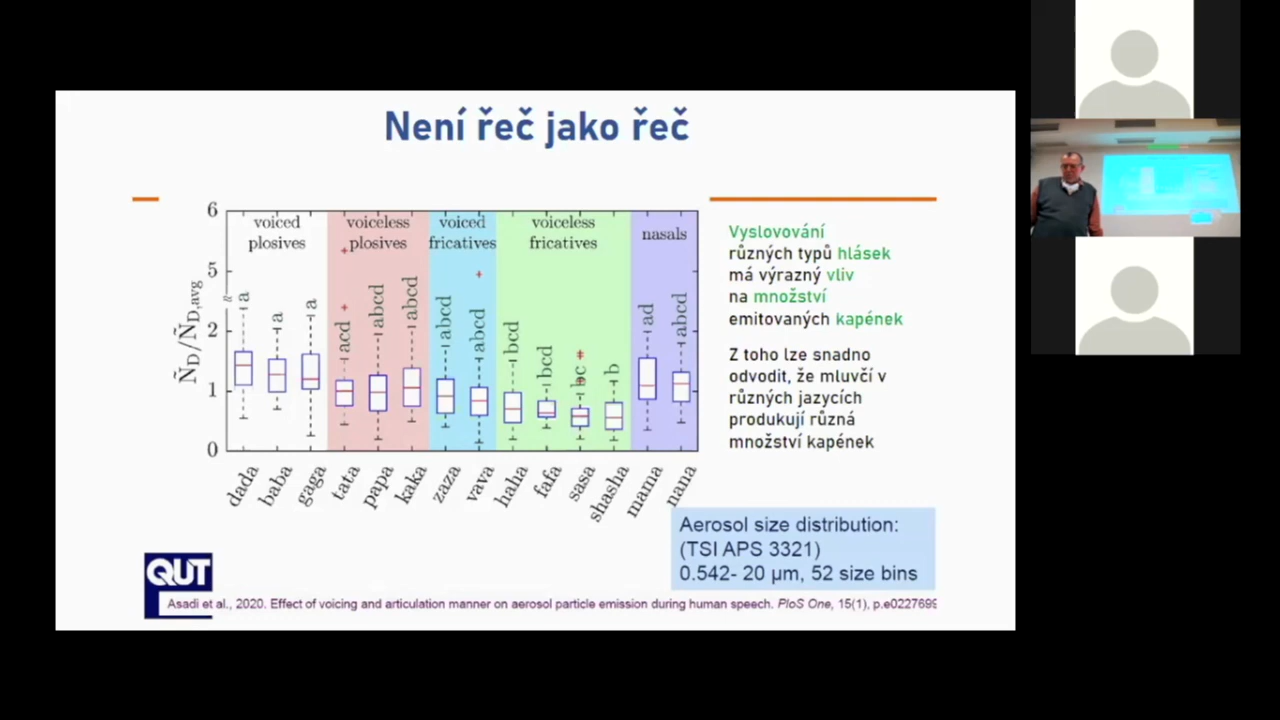 Není řeč jako řeč
6
5
2
1
0
ÑD/ÑD,avg
voiced plosives
voiceless plosives
voiced fricatives
voiceless fricatives
nasals
a
a
a
acd
abcd
abcd
abcd
abcd
bcd
bcd
bc
b
ad
abcd
dada
baba
gaga
tata
papa
kaka
zaza
vava
haha
fafa
sasa
shasha
mama
nana
Vyslovování
různých typů hlásek
má výrazný vliv
na množství
emitovaných kapének
Z toho lze snadno
odvodit, že mluvčí v
různých jazycích
produkují různá
množství kapének
Aerosol size distribution:
(TSI APS 3321)
0.542- 20 µm, 52 size bins
QUT
Asadi et al., 2020. Effect of voicing and articulation manner on aerosol particle emission during human speech. PloS One, 15(1), p.e0227699